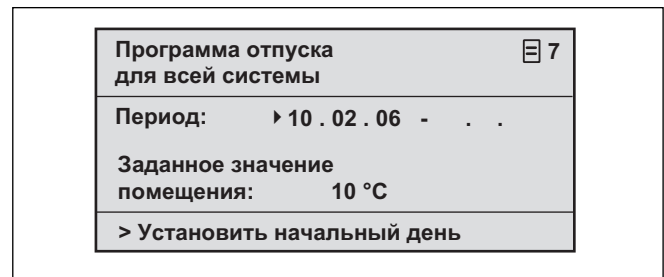 Программа отпуска 7
для всей системы
Период: 10 . 02 . 06 - . .
Заданное значение
помещения: 10 °C
> Установить начальный день